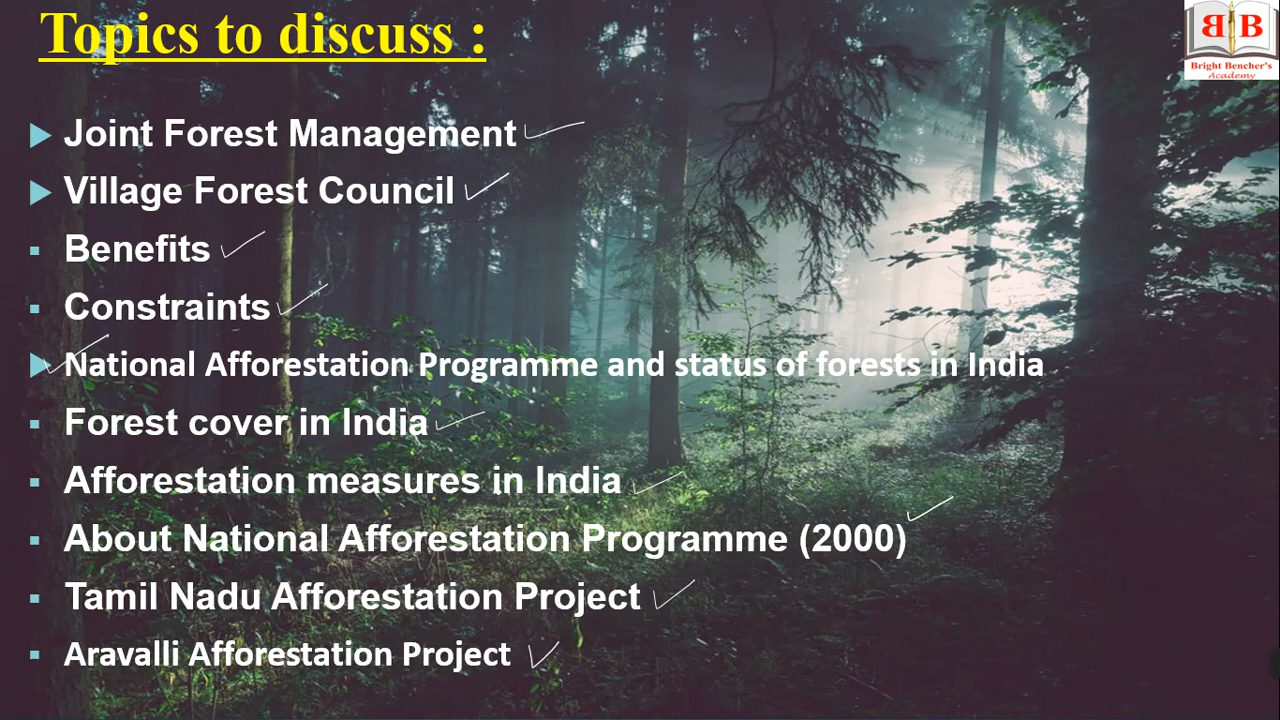 Topics to discuss :
B B
Bright Bencher's
Academy
Joint Forest Management
Village Forest Council
Benefits
Constraints
National Afforestation Programme and status of forests in India
Forest cover in India
Afforestation measures in India
About National Afforestation Programme (2000)
Tamil Nadu Afforestation Project
Aravalli Afforestation Project